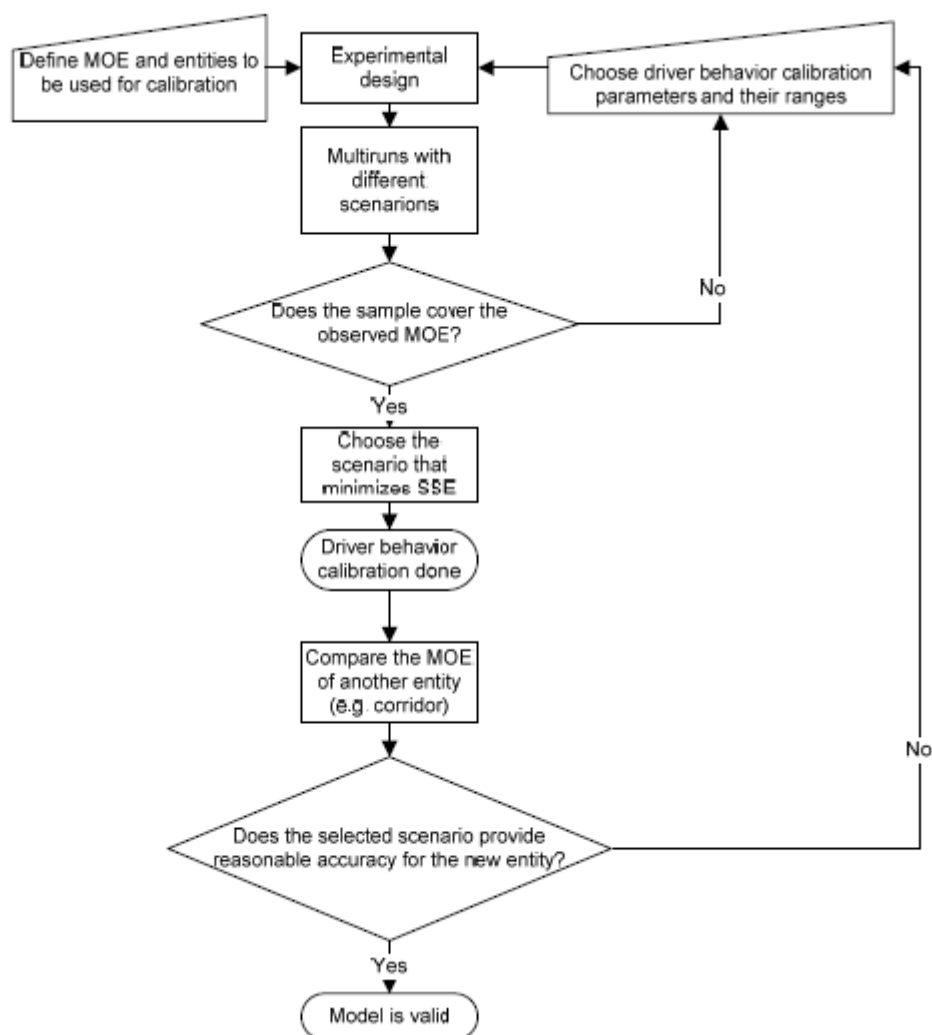 Define MOE and entities to
be used for calibration
Experimental
design
Choose driver behavior calibration
parameters and their ranges
Multiruns with
different
scenarions
Does the sample cover the
observed MOE?
No
Yes
Choose the
scenario that
minimizes SSE
Driver behavior
calibration done
Compare the MOE
of another entity
(e.g. corridor)
No
Does the selected scenario provide
reasonable accuracy for the new entity?
Yes
Model is valid